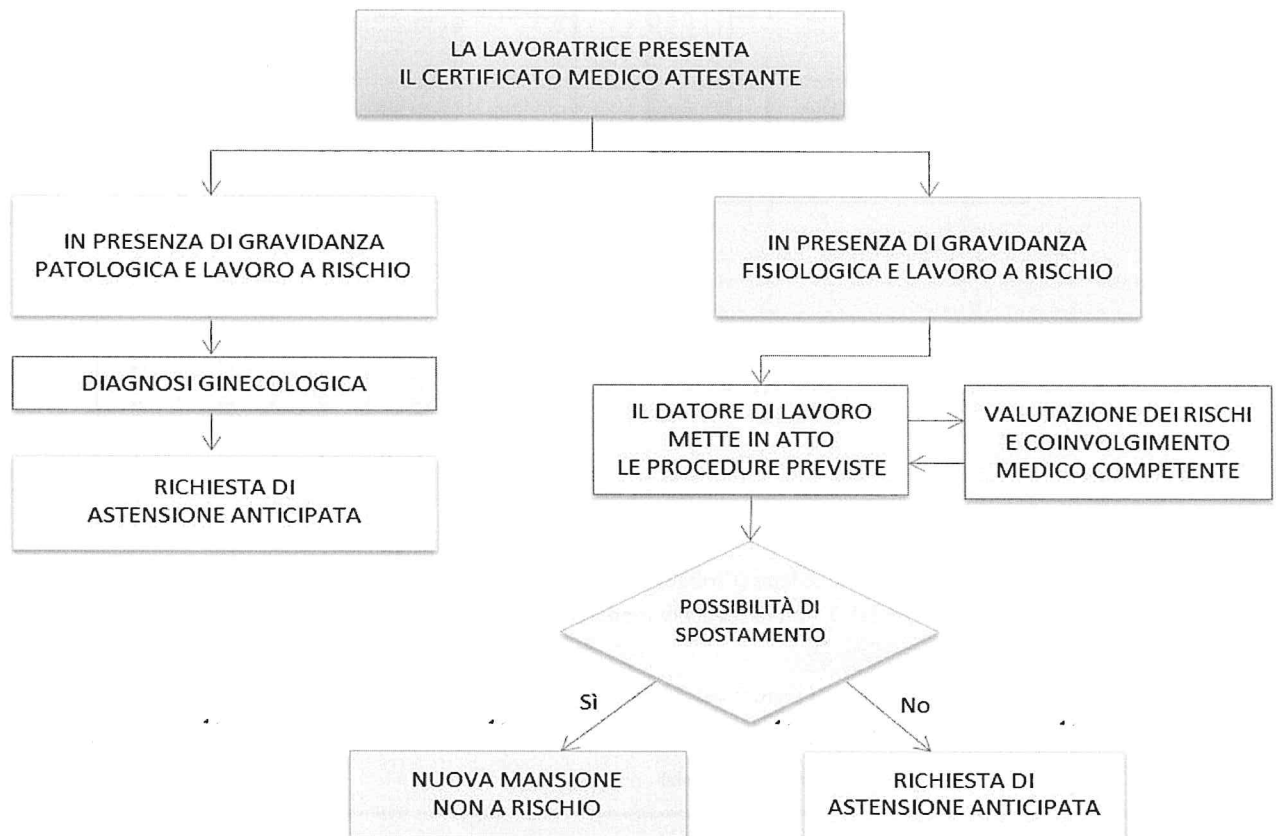 LA LAVORATRICE PRESENTA
IL CERTIFICATO MEDICO ATTESTANTE
IN PRESENZA DI GRAVIDANZA
PATOLOGICA E LAVORO A RISCHIO
IN PRESENZA DI GRAVIDANZA
FISIOLOGICA E LAVORO A RISCHIO
DIAGNOSI GINECOLOGICA
RICHIESTA DI
ASTENSIONE ANTICIPATA
IL DATORE DI LAVORO
METTE IN ATTO
LE PROCEDURE PREVISTE
VALUTAZIONE DEI RISCHI
E COINVOLGIMENTO
MEDICO COMPETENTE
POSSIBILITÀ DI
SPOSTAMENTO
Sì
No
NUOVA MANSIONE
NON A RISCHIO
RICHIESTA DI
ASTENSIONE ANTICIPATA